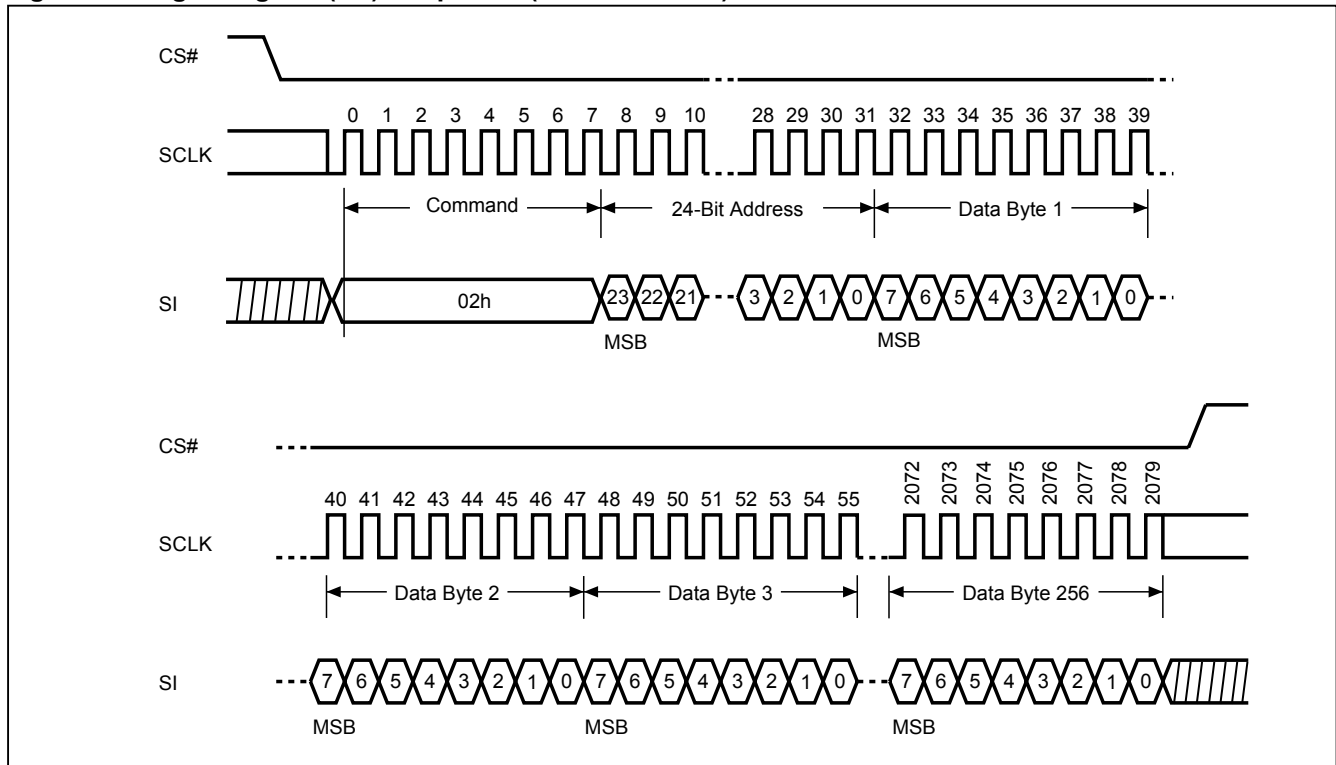 CS#
0 1 2 3 4 5 6 7 8 9 10 28 29 30 31 32 33 34 35 36 37 38 39
SCLK
Command 24-Bit Address Data Byte 1
SI 02h 23 22 21 3 2 1 0 7 6 5 4 3 2 1 0
MSB MSB
CS#
40 41 42 43 44 45 46 47 48 49 50 51 52 53 54 55 2072 2073 2074 2075 2076 2077 2078 2079
SCLK
Data Byte 2 Data Byte 3 Data Byte 256
SI 7 6 5 4 3 2 1 0 7 6 5 4 3 2 1 0 7 6 5 4 3 2 1 0
MSB MSB MSB